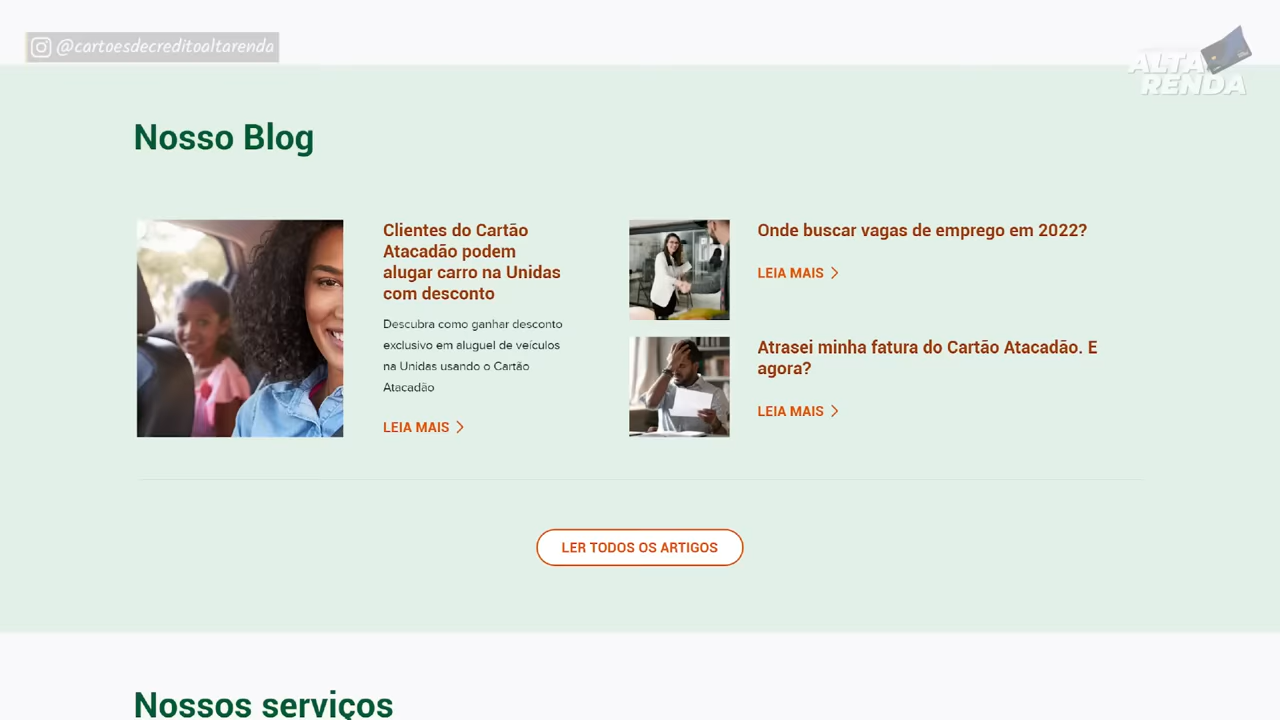 @cartoesdecreditoaltarenda
ALTA
RENDA
Nosso Blog
Clientes do Cartão
Atacadão podem
alugar carro na Unidas
com desconto
Descubra como ganhar desconto
exclusivo em aluguel de veículos
na Unidas usando o Cartão
Atacadão
LEIA MAIS
Onde buscar vagas de emprego em 2022?
LEIA MAIS
Atrasei minha fatura do Cartão Atacadão. E
agora?
LEIA MAIS
LER TODOS OS ARTIGOS
Nossos serviços